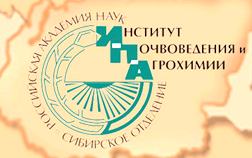 РОССИЙСКАЯ АКАДЕМИЯ НАУК
СИБИРСКОЕ ОТДЕЛЕНИЕ
ИНСТИТУТ
ПОЧВОВЕДЕНИЯ и
АГРОХИМИИ